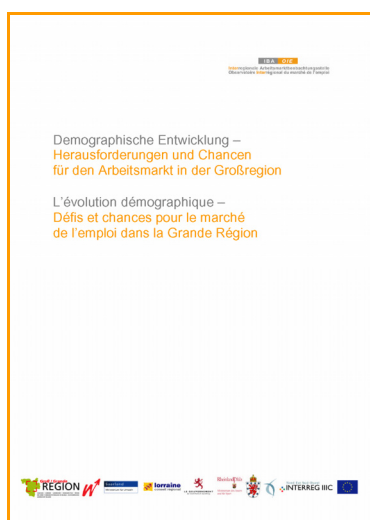 IBA OIE
Interregionale Arbeitsmarktbeobachtungsstelle
Observatoire Interrégional du marché de l'emploi
Demographische Entwicklung –
Herausforderungen und Chancen
für den Arbeitsmarkt in der Großregion
L'évolution démographique –
Défis et chances pour le marché
de l'emploi dans la Grande Région
REGION
lorraine
INTERREG IIIC